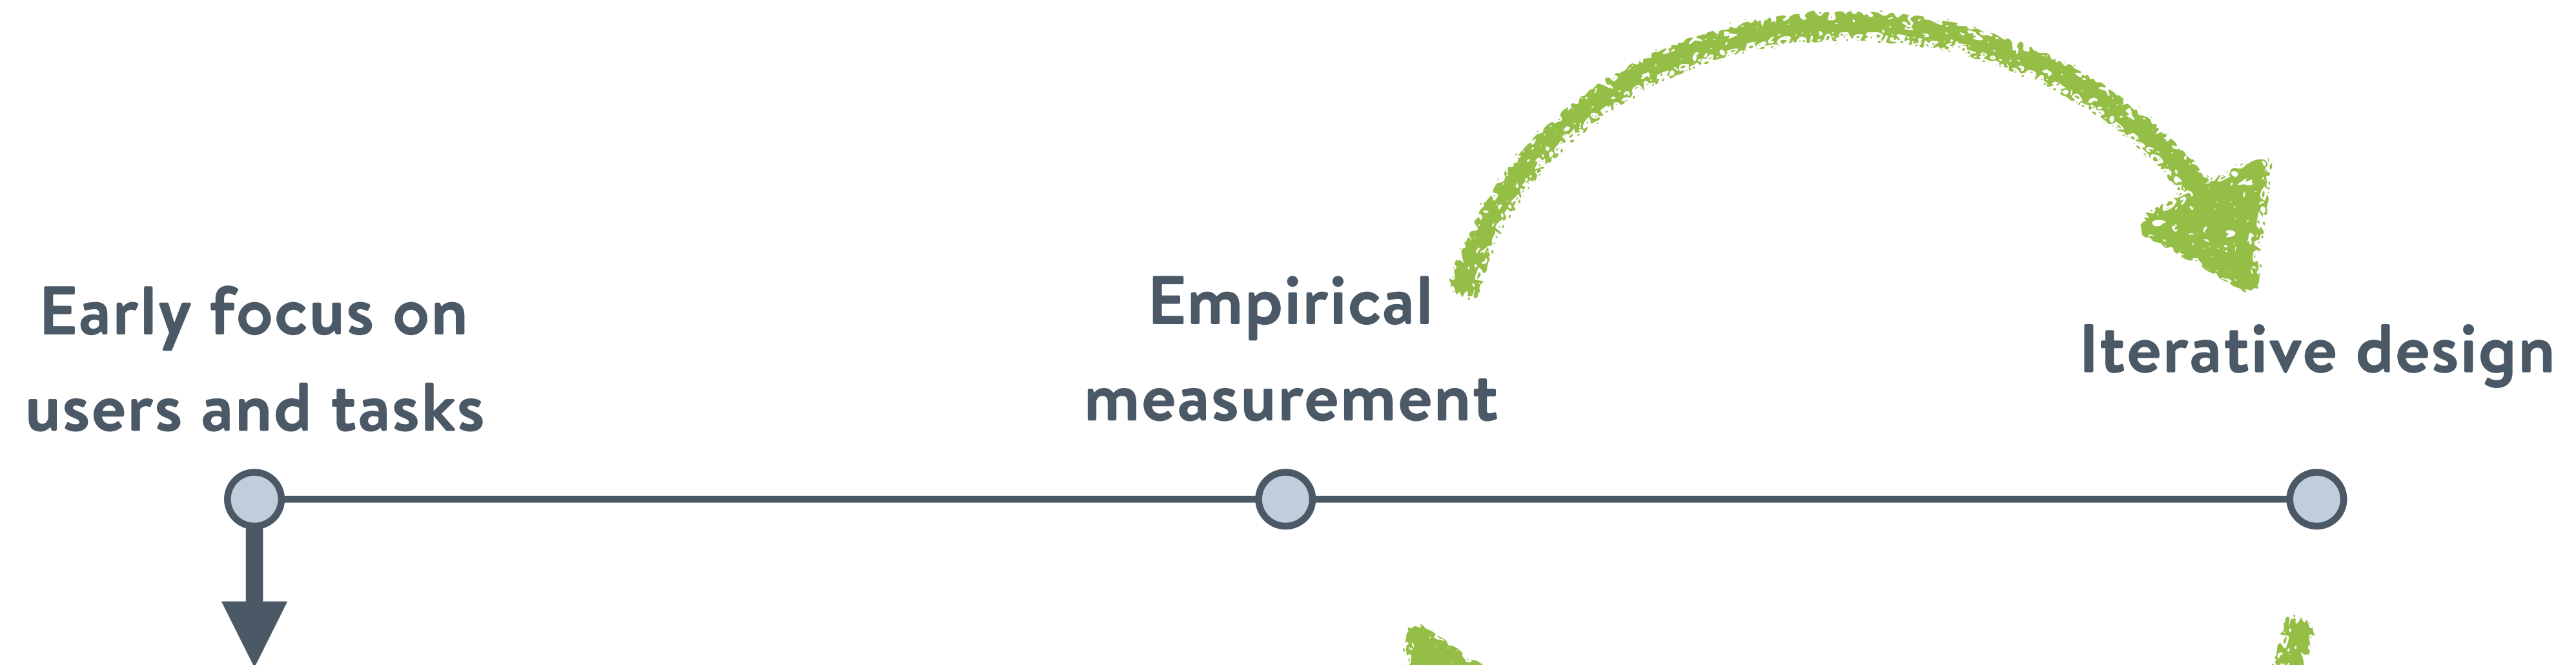 Early focus on
users and tasks
Empirical
measurement
Iterative design